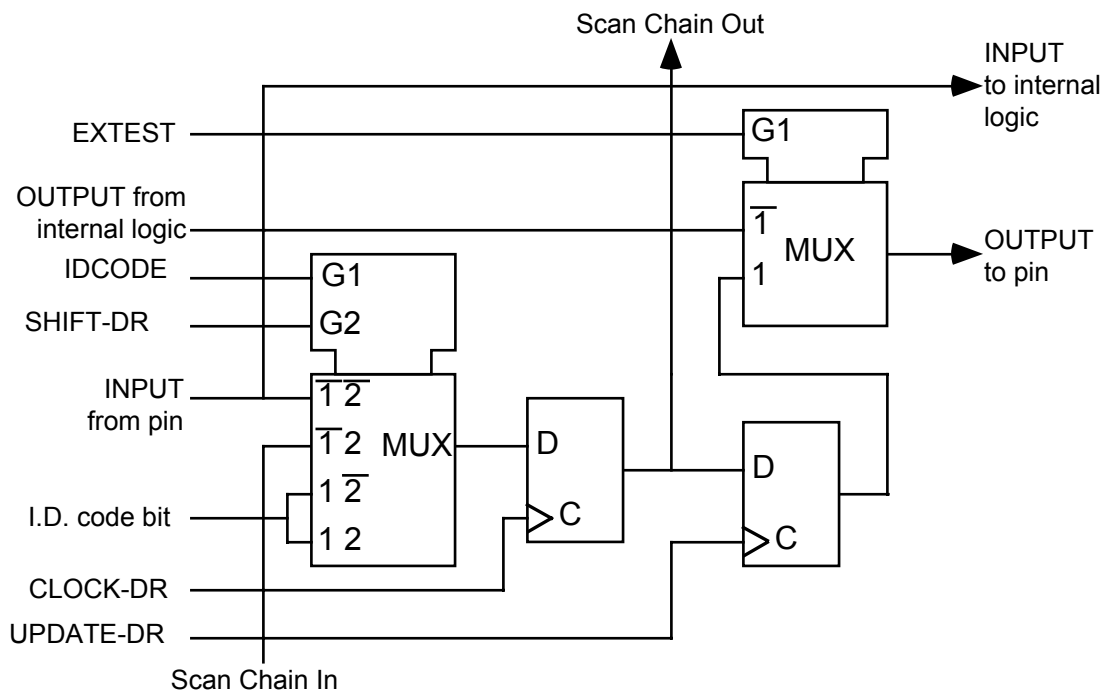 Scan Chain Out
INPUT
to internal
logic
EXTEST
G1
OUTPUT from
internal logic
1
MUX
1
OUTPUT
to pin
IDCODE
G1
SHIFT-DR
G2
INPUT
from pin
1 2
1 2
MUX
1 2
1 2
I.D. code bit
D
C
D
C
CLOCK-DR
UPDATE-DR
Scan Chain In